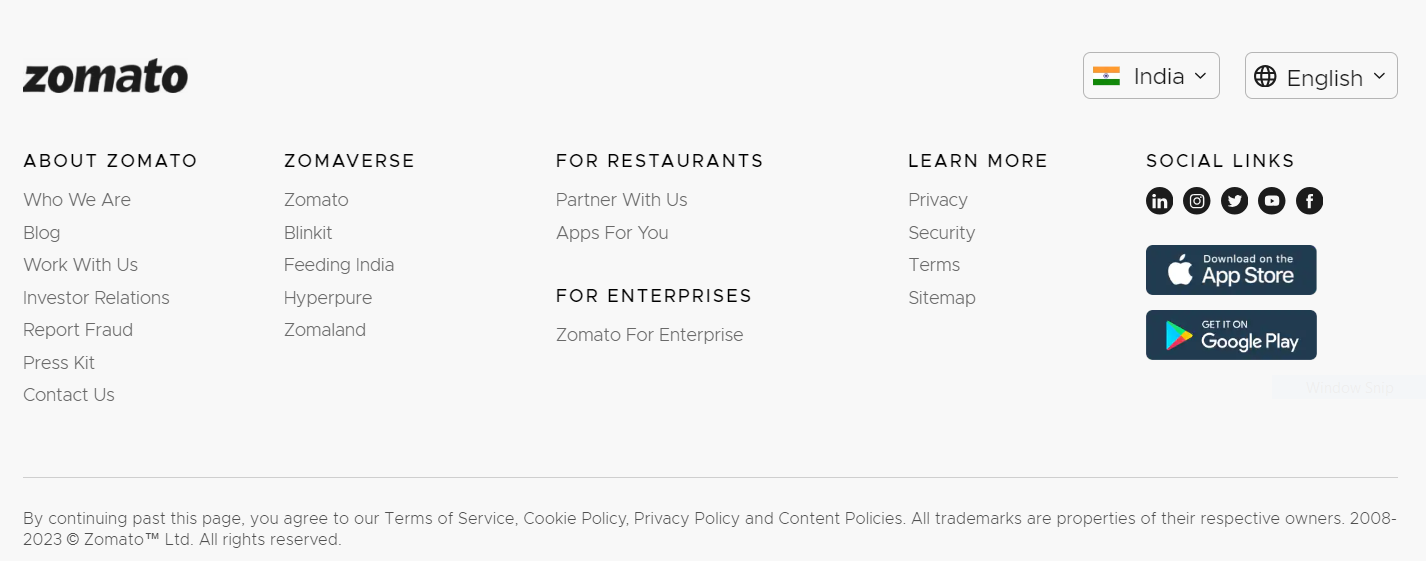 zomato
India
English
ABOUT ZOMATO
Who We Are
Blog
Work With Us
Investor Relations
Report Fraud
Press Kit
Contact Us
ZOMAVERSE
Zomato
Blinkit
Feeding India
Hyperpure
Zomaland
FOR RESTAURANTS
Partner With Us
Apps For You
FOR ENTERPRISES
Zomato For Enterprise
LEARN MORE
Privacy
Security
Terms
Sitemap
SOCIAL LINKS
Download on the
App Store
GET IT ON
Google Play
Window Snip
By continuing past this page, you agree to our Terms of Service, Cookie Policy, Privacy Policy and Content Policies. All trademarks are properties of their respective owners. 2008-
2023 © Zomato™ Ltd. All rights reserved.